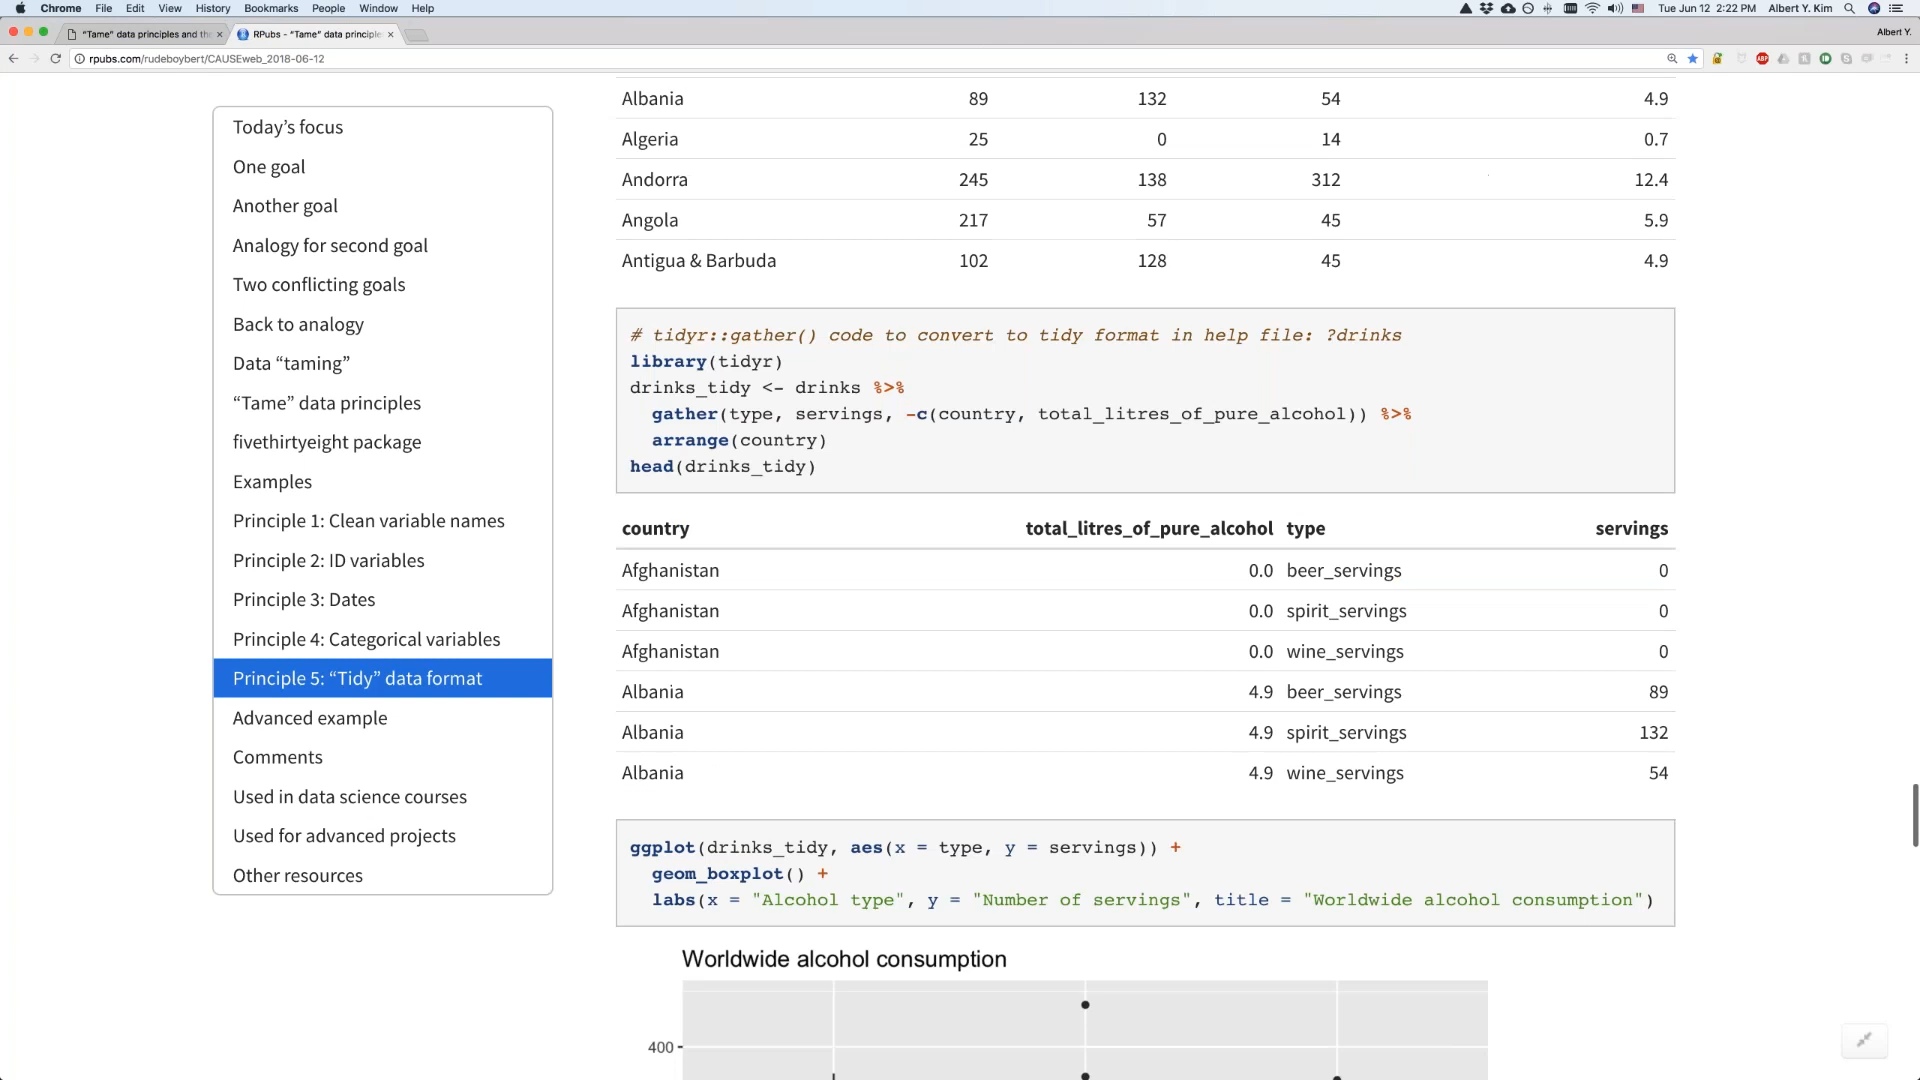 Chrome File Edit View History Bookmarks People Window Help Tue Jun 12 2:22 PM Albert Y. Kim
"Tame" data principles and th × RPubs - "Tame" data principle × Albert Y.
rpubs.com/rudeboybert/CAUSEweb_2018-06-12
Today's focus
One goal
Another goal
Analogy for second goal
Two conflicting goals
Back to analogy
Data “taming”
“Tame” data principles
fivethirtyeight package
Examples
Principle 1: Clean variable names
Principle 2: ID variables
Principle 3: Dates
Principle 4: Categorical variables
Principle 5: “Tidy” data format
Advanced example
Comments
Used in data science courses
Used for advanced projects
Other resources
Albania 89 132 54 4.9
Algeria 25 0 14 0.7
Andorra 245 138 312 12.4
Angola 217 57 45 5.9
Antigua & Barbuda 102 128 45 4.9
# tidyr::gather() code to convert to tidy format in help file: ?drinks
library(tidyr)
drinks_tidy <- drinks %>%
gather(type, servings, -c(country, total_litres_of_pure_alcohol)) %>%
arrange(country)
head(drinks_tidy)
country total_litres_of_pure_alcohol type servings
Afghanistan 0.0 beer_servings 0
Afghanistan 0.0 spirit_servings 0
Afghanistan 0.0 wine_servings 0
Albania 4.9 beer_servings 89
Albania 4.9 spirit_servings 132
Albania 4.9 wine_servings 54
ggplot(drinks_tidy, aes(x = type, y = servings)) +
geom_boxplot() +
labs(x = "Alcohol type", y = "Number of servings", title = "Worldwide alcohol consumption")
Worldwide alcohol consumption
400